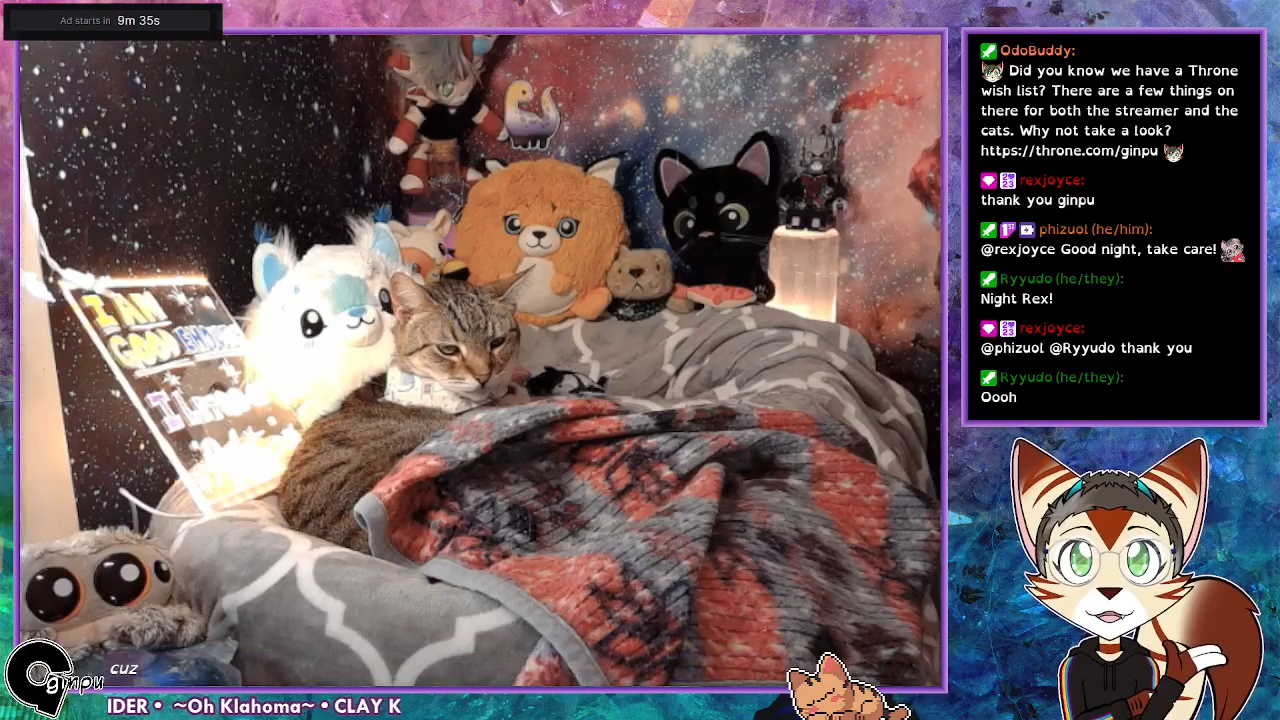 Ad starts in 9m 35s
OdoBuddy:
Did you know we have a Throne
wish list? There are a few things on
there for both the streamer and the
cats. Why not take a look?
https://throne.com/ginpu
rexjoyce:
thank you ginpu
phizuol (he/him):
@rexjoyce Good night, take care!
Ryyudo (he/they):
Night Rex!
rexjoyce:
@phizuol @Ryyudo thank you
Ryyudo (he/they):
Oooh
I AM
GOOD
I
ginpu
cuz
IDER • ~Oh Klahoma~ • CLAY K